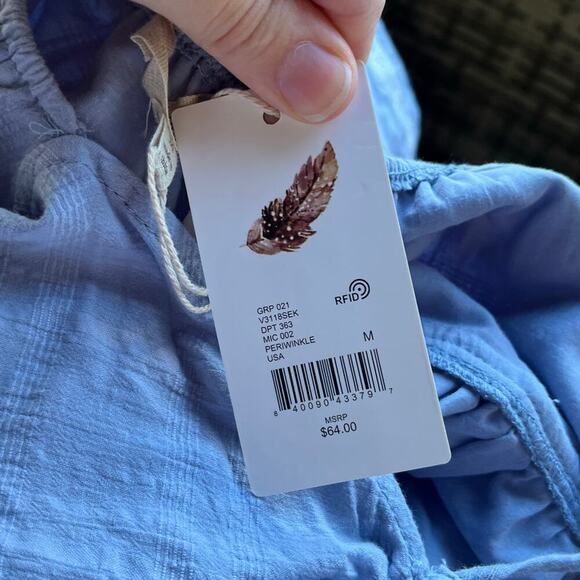 GRP 021
V3118SEK
DPT 363
MIC 002
PERIWINKLE
USA
RFID
M
8 40090 43379 7
MSRP
$64.00